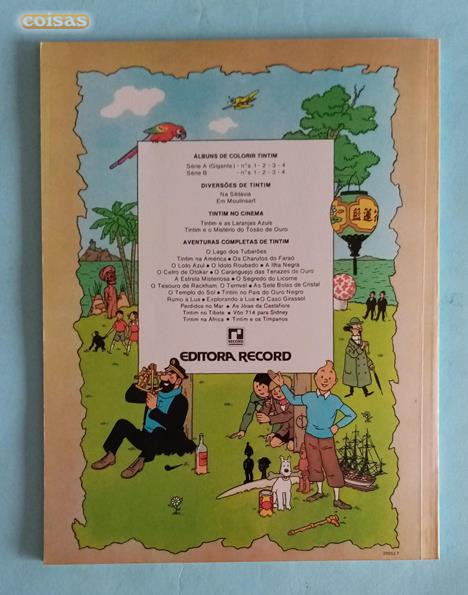 coisas
ÁLBUNS DE COLORIR TINTIM
Série A (Gigante) - nºs 1 - 2 - 3 - 4
Série B - nºs 1 - 2 - 3 - 4
DIVERSÕES DE TINTIM
Na Sildávia
Em Moulinsart
TINTIM NO CINEMA
Tintim e as Laranjas Azuis
Tintim e o Mistério do Tosão de Ouro
AVENTURAS COMPLETAS DE TINTIM
O Lago dos Tubarões
Tintim na América • Os Charutos do Faraó
O Loto Azul • O Ídolo Roubado • A Ilha Negra
O Cetro de Otokar • O Caranguejo das Tenazes de Ouro
A Estrela Misteriosa • O Segredo do Licorne
O Tesouro de Rackham, O Terrível • As Sete Bolas de Cristal
O Templo do Sol • Tintim no País do Ouro Negro
Rumo à Lua • Explorando a Lua • O Caso Girassol
Perdidos no Mar • As Jóias da Castafiore
Tintim no Tibete • Vôo 714 para Sidney
Tintim na África • Tintim e os Tímpanos
RECORD
EDITORA RECORD